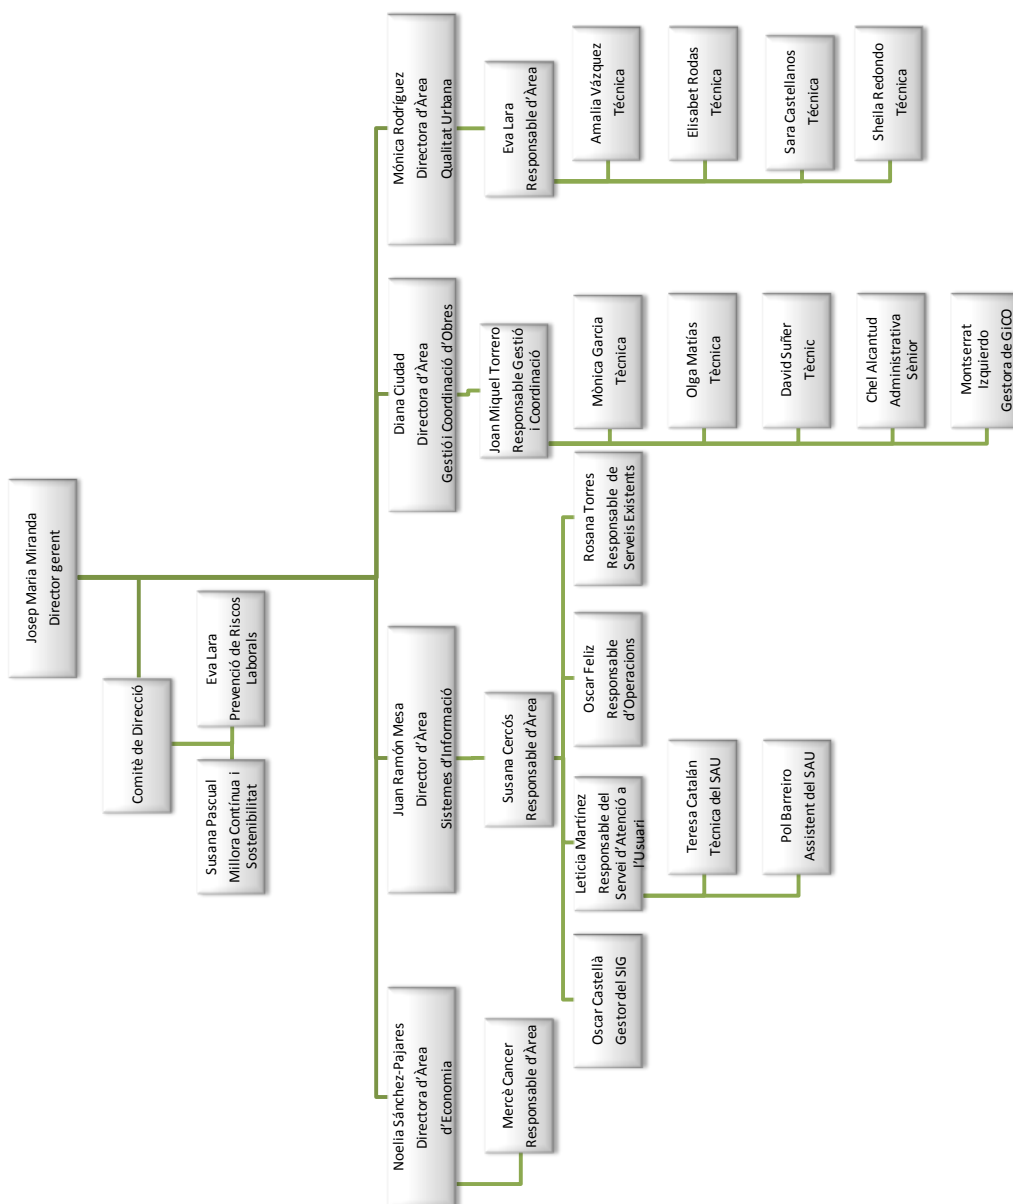 Josep Maria Miranda
Director gerent
Comitè de Direcció
Susana Pascual
Millora Contínua i
Sostenibilitat
Eva Lara
Prevenció de Riscos
Laborals
Noelia Sánchez-Pajares
Directora d'Àrea
d'Economia
Mercè Cancer
Responsable d'Àrea
Juan Ramón Mesa
Director d'Àrea
Sistemes d'Informació
Susana Cercós
Responsable d'Àrea
Oscar Castellà
Gestor del SIG
Leticia Martínez
Responsable del
Servei d'Atenció a
l'Usuari
Teresa Catalán
Tècnica del SAU
Pol Barreiro
Assistent del SAU
Oscar Feliz
Responsable
d'Operacions
Rosana Torres
Responsable de
Serveis Existents
Diana Ciudad
Directora d'Àrea
Gestió i Coordinació d'Obres
Joan Miquel Torrero
Responsable Gestió
i Coordinació
Mònica Garcia
Tècnica
Olga Matías
Tècnica
David Suñer
Tècnic
Chel Alcantud
Administrativa
Sènior
Montserrat
Izquierdo
Gestora de GiCO
Mónica Rodríguez
Directora d'Àrea
Qualitat Urbana
Eva Lara
Responsable d'Àrea
Amalia Vázquez
Técnica
Elisabet Rodas
Técnica
Sara Castellanos
Técnica
Sheila Redondo
Técnica